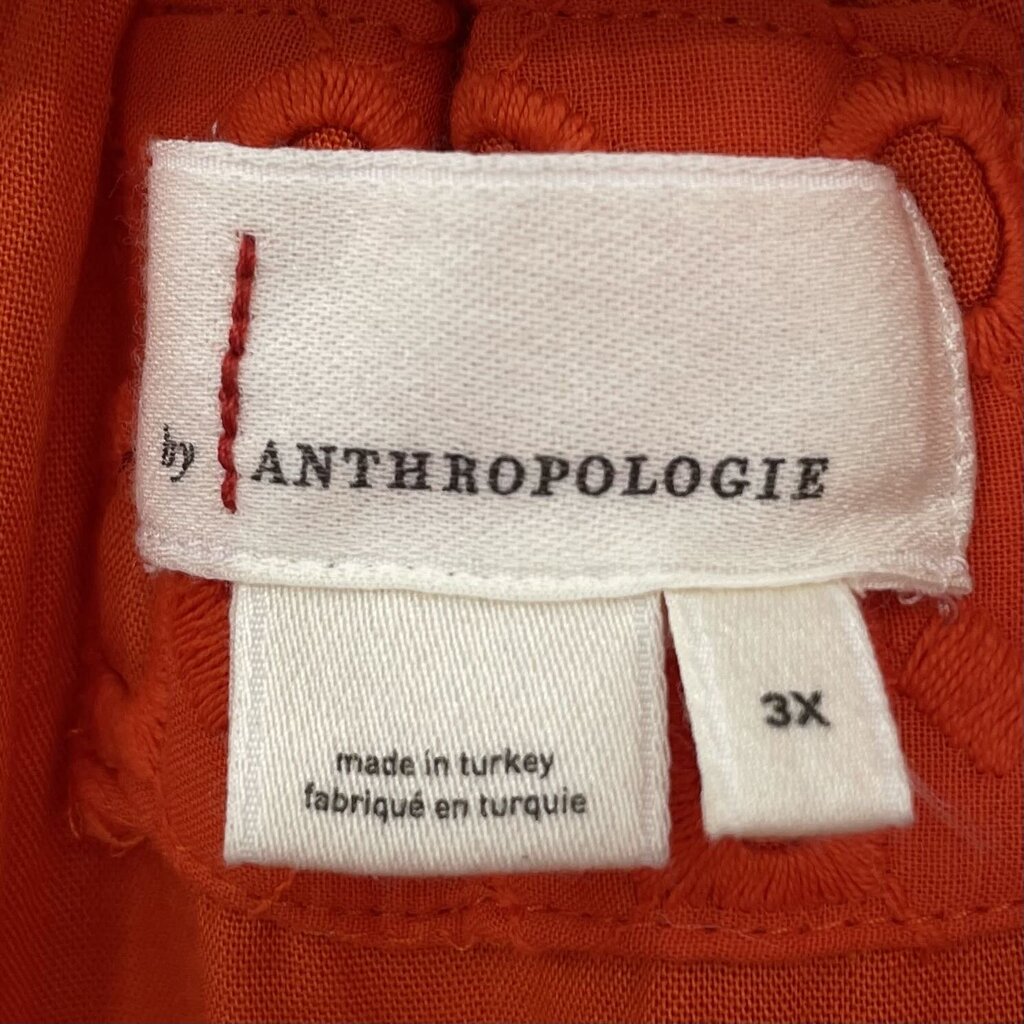 by ANTHROPOLOGIE
made in turkey
fabriqué en turquie
3X